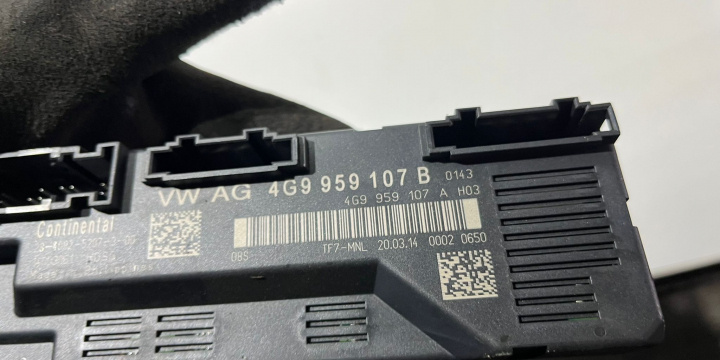 VW AG 4G9 959 107 B 0143
4G9 959 107 A H03
Continental
08S TF7-MNL 20.03.14 0002 0650